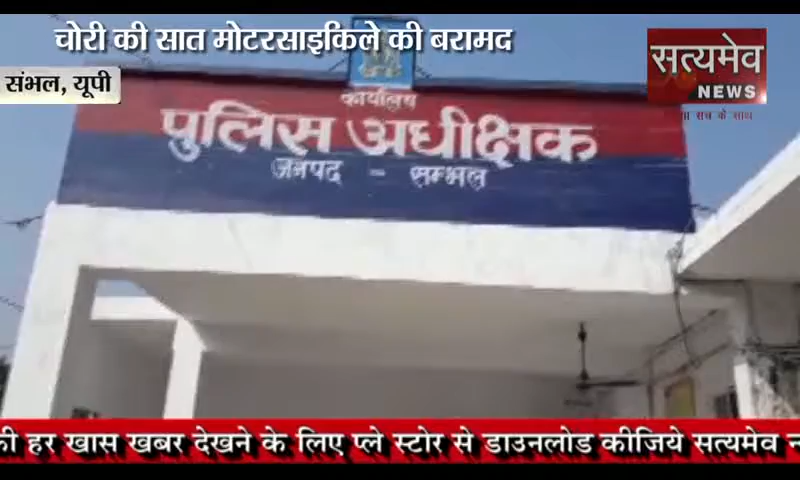 चोरी की सात मोटरसाइकिले की बरामद
संभल, यूपी
सत्यमेव
NEWS
सच के साथ
कार्यालय
पुलिस अधीक्षक
जनपद - सम्भल
की हर खास खबर देखने के लिए प्ले स्टोर से डाउनलोड कीजिये सत्यमेव